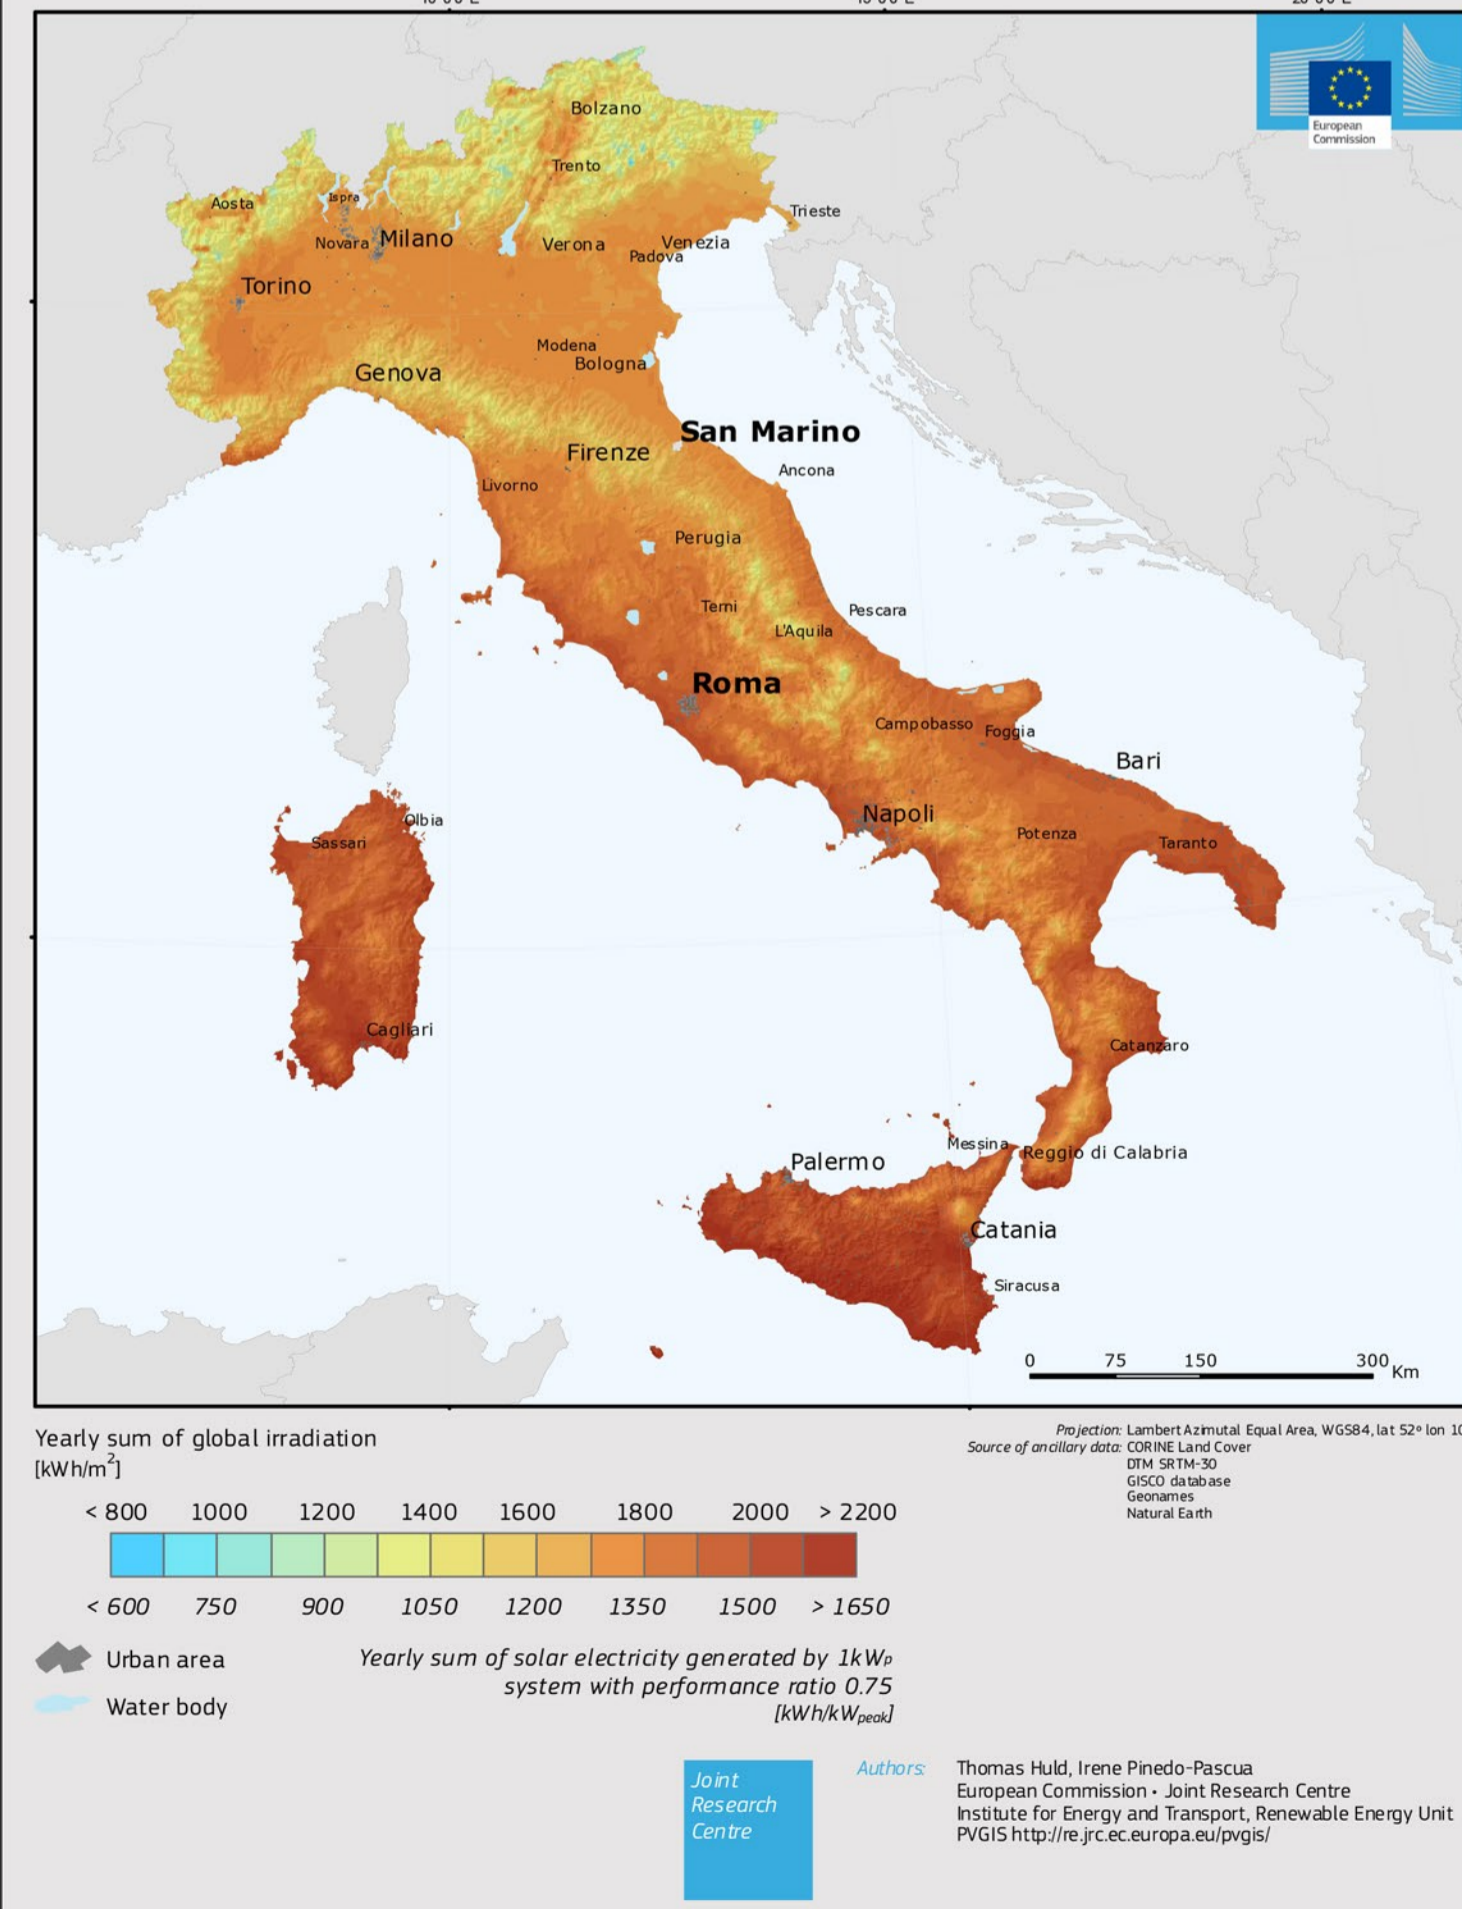 European
Commission
Bolzano
Trento
Aosta
Ispra
Trieste
Novara
Milano
Verona
Venezia
Padova
Torino
Modena
Bologna
Genova
San Marino
Firenze
Ancona
Livorno
Perugia
Terni
Pescara
L'Aquila
Roma
Campobasso
Foggia
Bari
Napoli
Olbia
Sassari
Potenza
Taranto
Cagliari
Catanzaro
Messina
Reggio di Calabria
Palermo
Catania
Siracusa
0 75 150 300 Km
Yearly sum of global irradiation
[kWh/m²]
< 800 1000 1200 1400 1600 1800 2000 > 2200
< 600 750 900 1050 1200 1350 1500 > 1650
Urban area
Water body
Yearly sum of solar electricity generated by 1kWp
system with performance ratio 0.75
[kWh/kWpeak]
Projection: Lambert Azimutal Equal Area, WGS84, lat 52º lon 10
Source of ancillary data: CORINE Land Cover
DTM SRTM-30
GISCO database
Geonames
Natural Earth
Joint
Research
Centre
Authors: Thomas Huld, Irene Pinedo-Pascua
European Commission • Joint Research Centre
Institute for Energy and Transport, Renewable Energy Unit
PVGIS http://re.jrc.ec.europa.eu/pvgis/